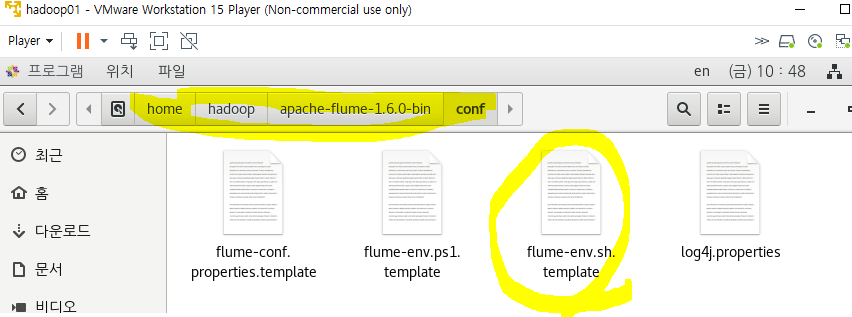 hadoop01 - VMware Workstation 15 Player (Non-commercial use only)
Player
프로그램 위치 파일 en (금) 10 : 48
home hadoop apache-flume-1.6.0-bin conf
최근
홈
다운로드
문서
비디오
flume-conf.
properties.template
flume-env.ps1.
template
flume-env.sh.
template
log4j.properties